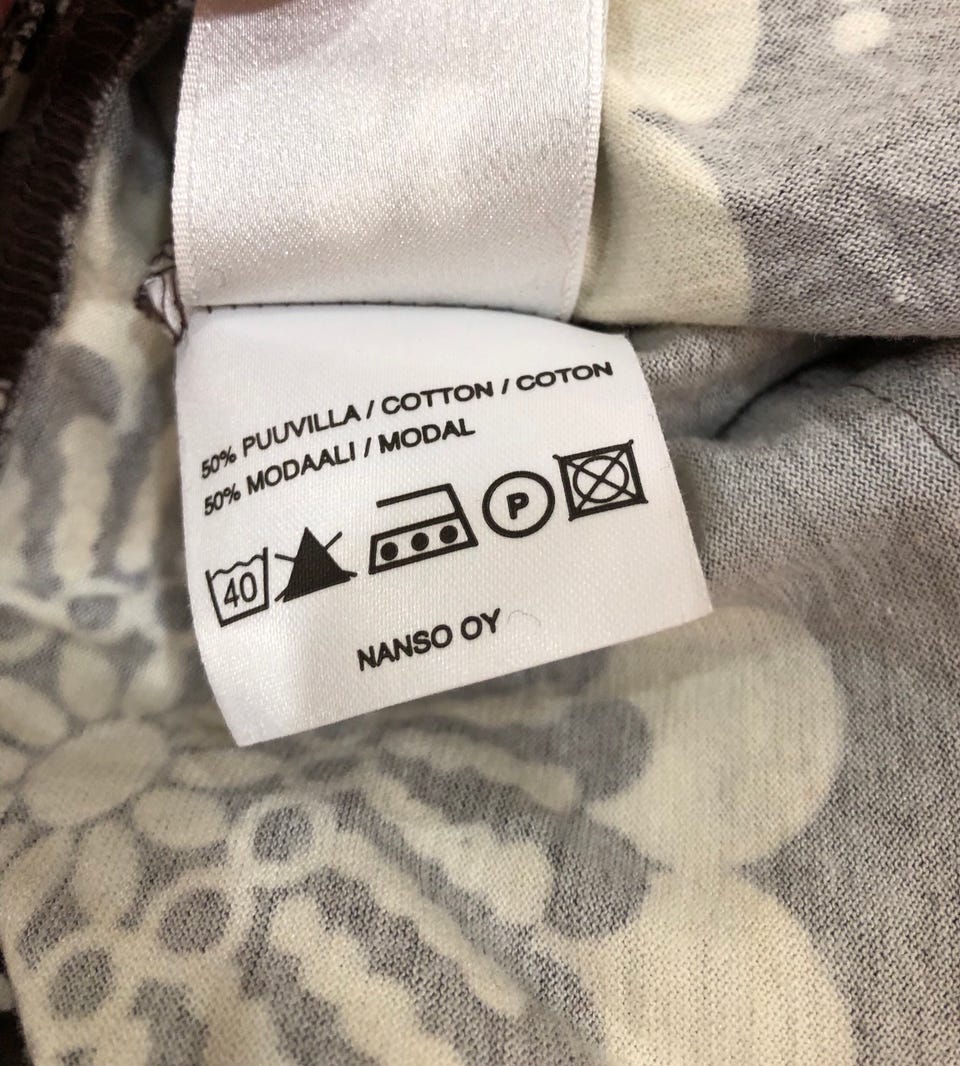 50% PUUVILLA / COTTON / COTON
50% MODAALI / MODAL
40 P
NANSO OY